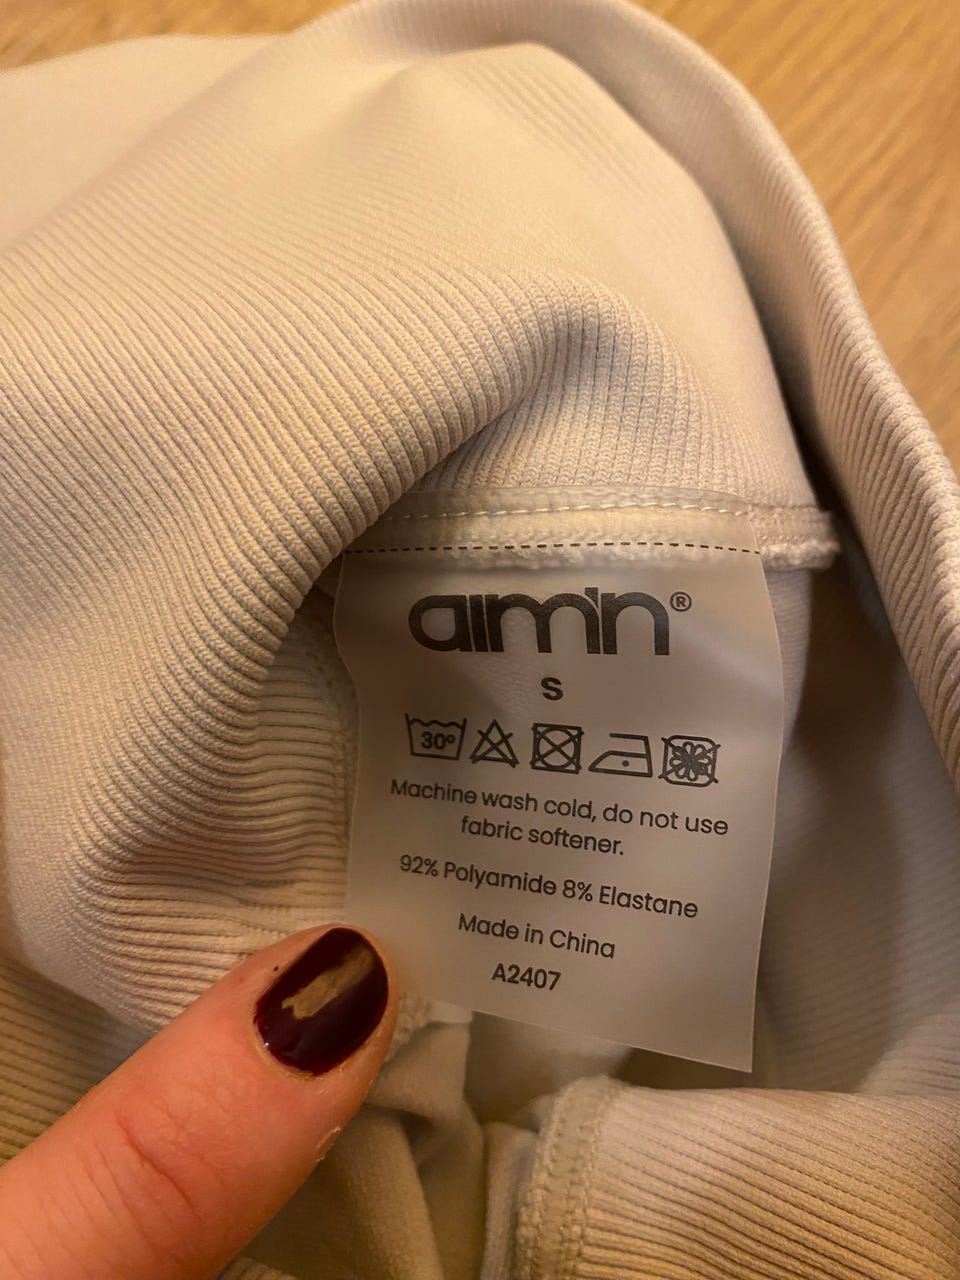 aim'n®
S
30°
Machine wash cold, do not use
fabric softener.
92% Polyamide 8% Elastane
Made in China
A2407